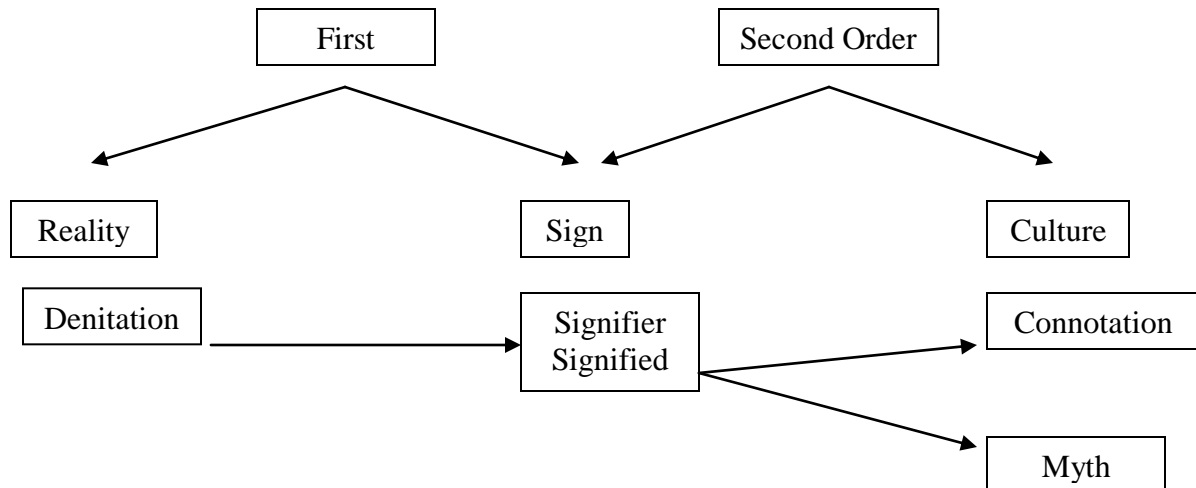 First
Second Order
Reality
Sign
Culture
Denitation
Signifier
Signified
Connotation
Myth